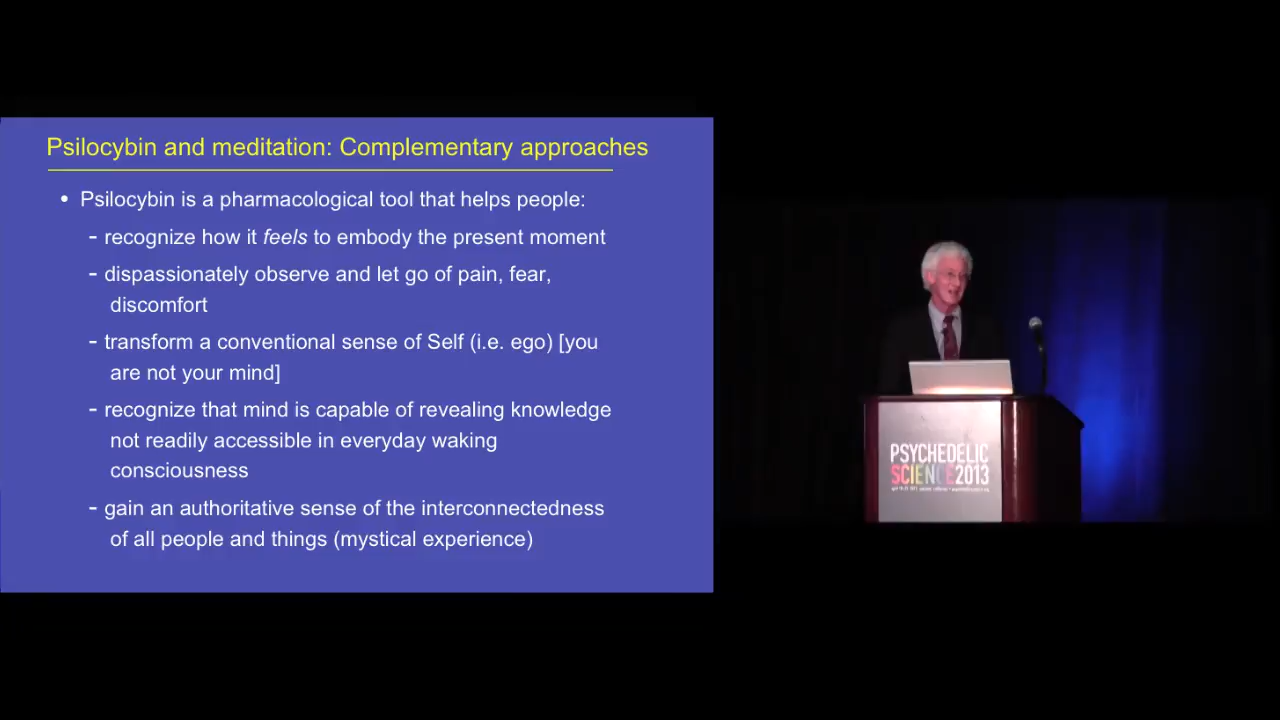 Psilocybin and meditation: Complementary approaches
• Psilocybin is a pharmacological tool that helps people:
- recognize how it feels to embody the present moment
- dispassionately observe and let go of pain, fear,
discomfort
- transform a conventional sense of Self (i.e. ego) [you
are not your mind]
- recognize that mind is capable of revealing knowledge
not readily accessible in everyday waking
consciousness
- gain an authoritative sense of the interconnectedness
of all people and things (mystical experience)
PSYCHEDELIC
SCIENCE2013